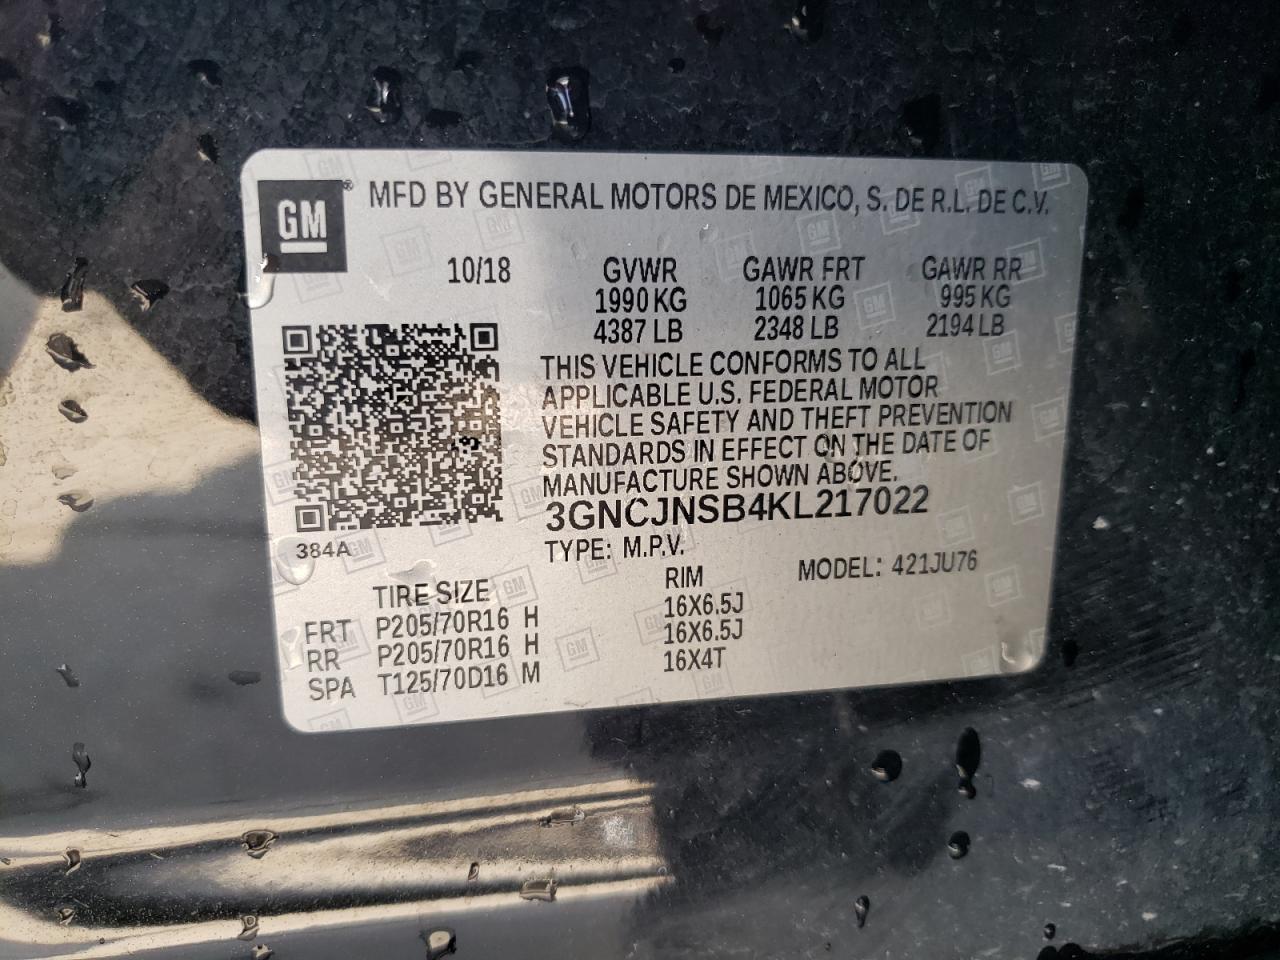 GM® MFD BY GENERAL MOTORS DE MEXICO, S. DE R.L. DE C.V.
10/18 GVWR GAWR FRT GAWR RR
1990 KG 1065 KG 995 KG
4387 LB 2348 LB 2194 LB
THIS VEHICLE CONFORMS TO ALL
APPLICABLE U.S. FEDERAL MOTOR
VEHICLE SAFETY AND THEFT PREVENTION
STANDARDS IN EFFECT ON THE DATE OF
MANUFACTURE SHOWN ABOVE.
3GNCJNSB4KL217022
384A
TYPE: M.P.V.
MODEL: 421JU76
TIRE SIZE RIM
FRT P205/70R16 H 16X6.5J
RR P205/70R16 H 16X6.5J
SPA T125/70D16 M 16X4T